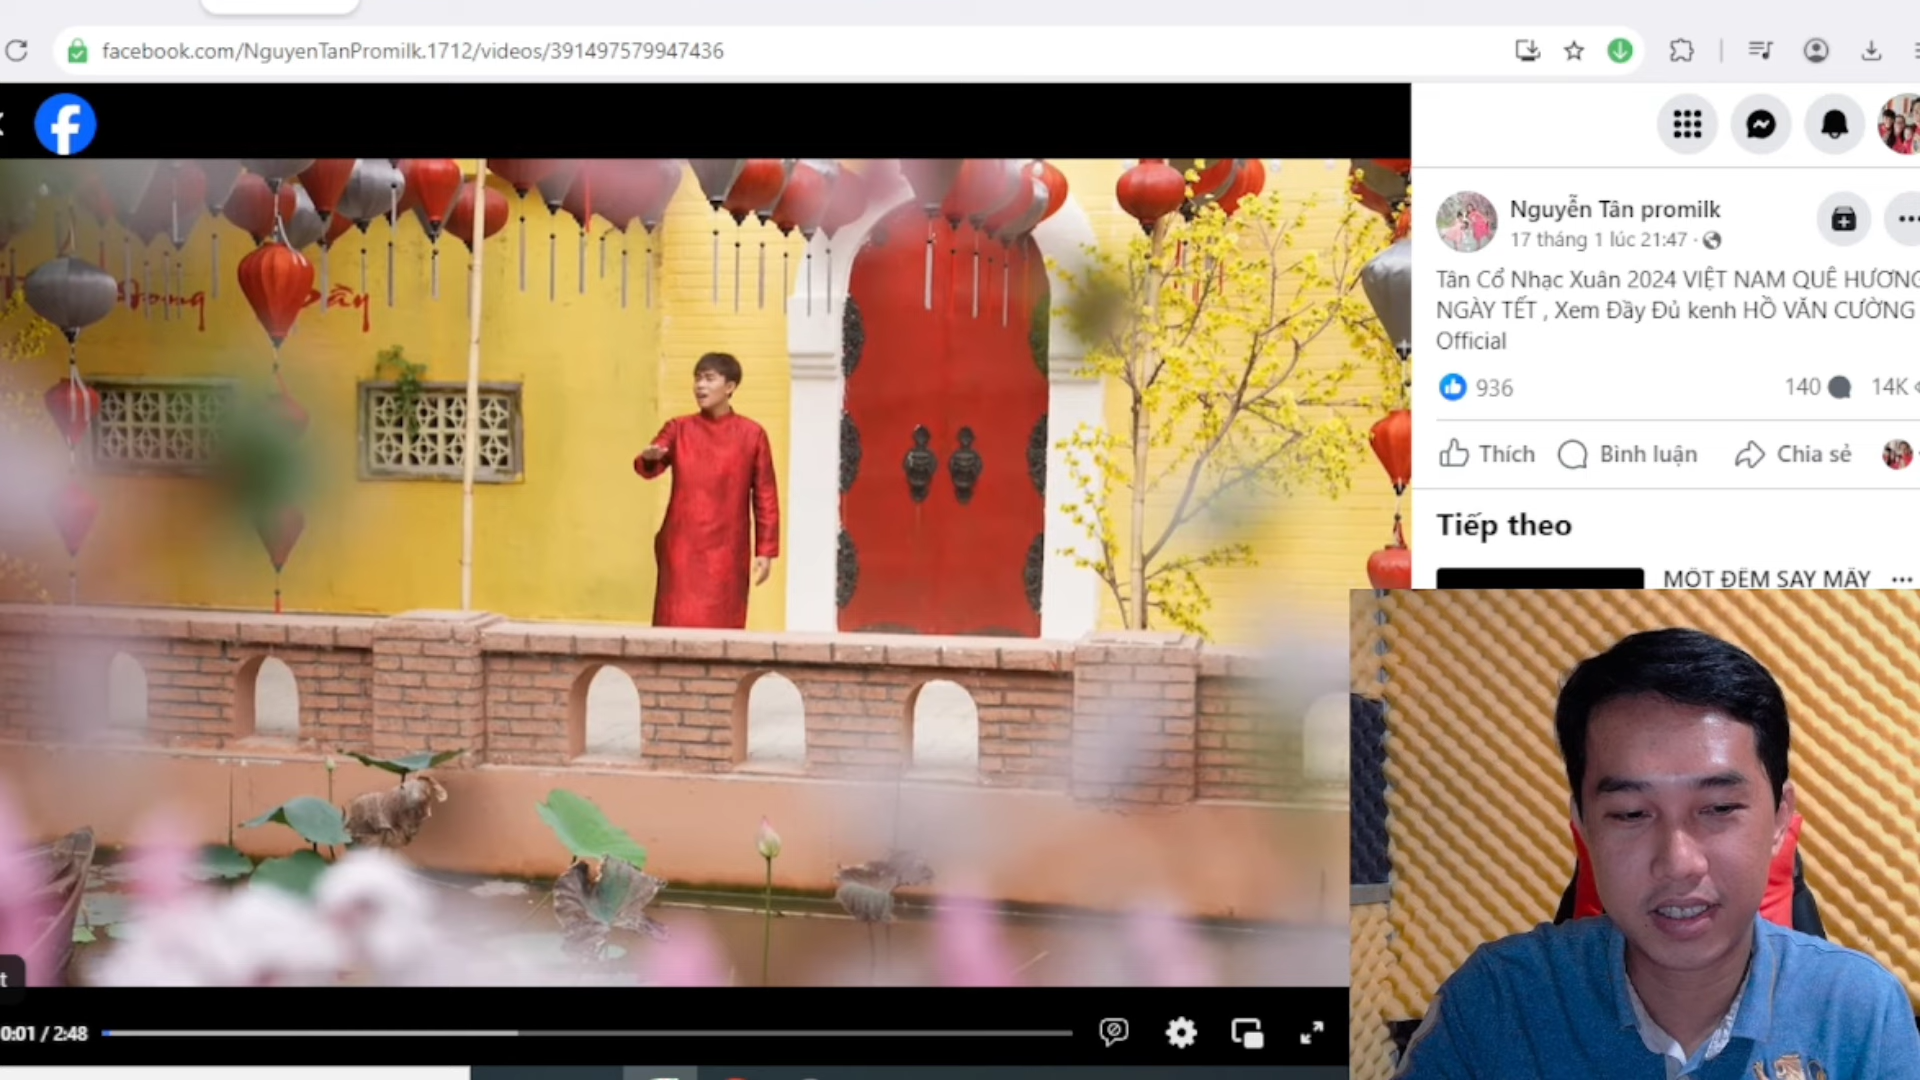 facebook.com/NguyenTanPromilk.1712/videos/391497579947436
Nguyễn Tân promilk
17 tháng 1 lúc 21:47 ·
Tân Cổ Nhạc Xuân 2024 VIỆT NAM QUÊ HƯƠNG
NGÀY TẾT , Xem Đầy Đủ kenh HỒ VĂN CƯỜNG
Official
936
140
14K
Thích
Bình luận
Chia sẻ
Tiếp theo
MỘT ĐÊM SAY MÂY
0:01 / 2:48